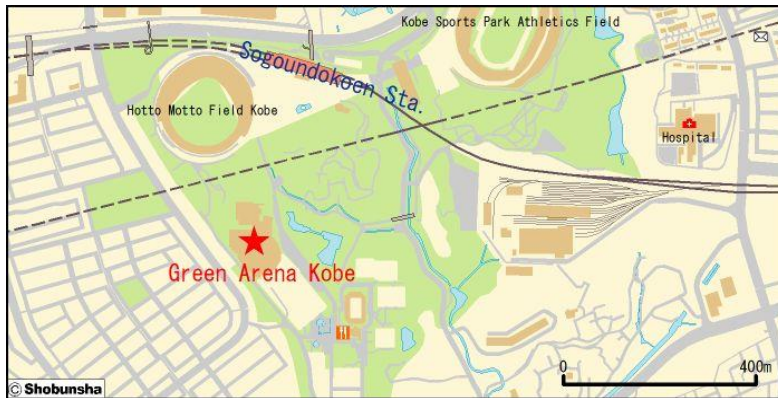 Kobe Sports Park Athletics Field
Sogoundokoen Sta.
Hotto Motto Field Kobe
Hospital
Green Arena Kobe
0 400m
© Shobunsha